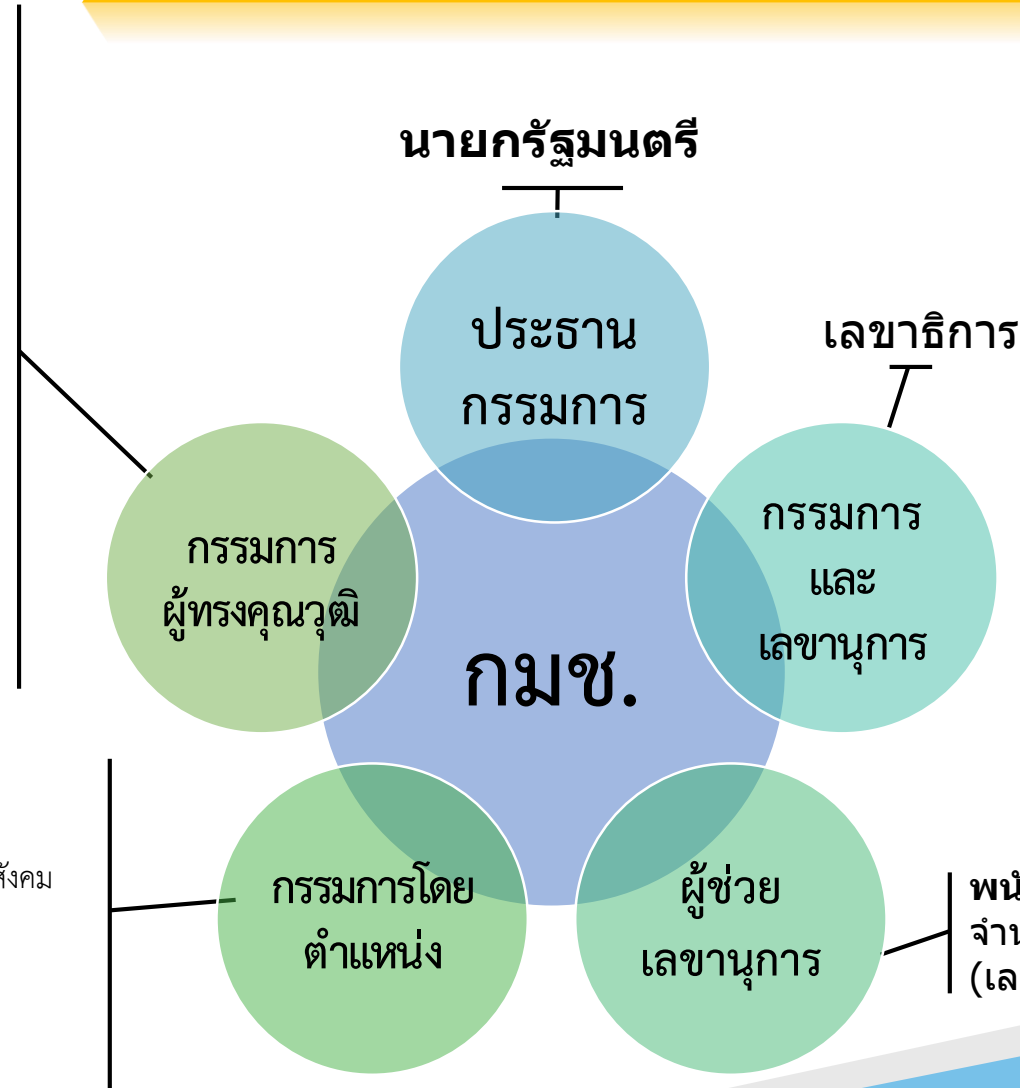 นายกรัฐมนตรี
ประธาน
กรรมการ
เลขาธิการ
กรรมการ
และ
เลขานุการ
กรรมการ
ผู้ทรงคุณวุฒิ
กมช.
สังคม
กรรมการโดย
ตำแหน่ง
ผู้ช่วย
เลขานุการ